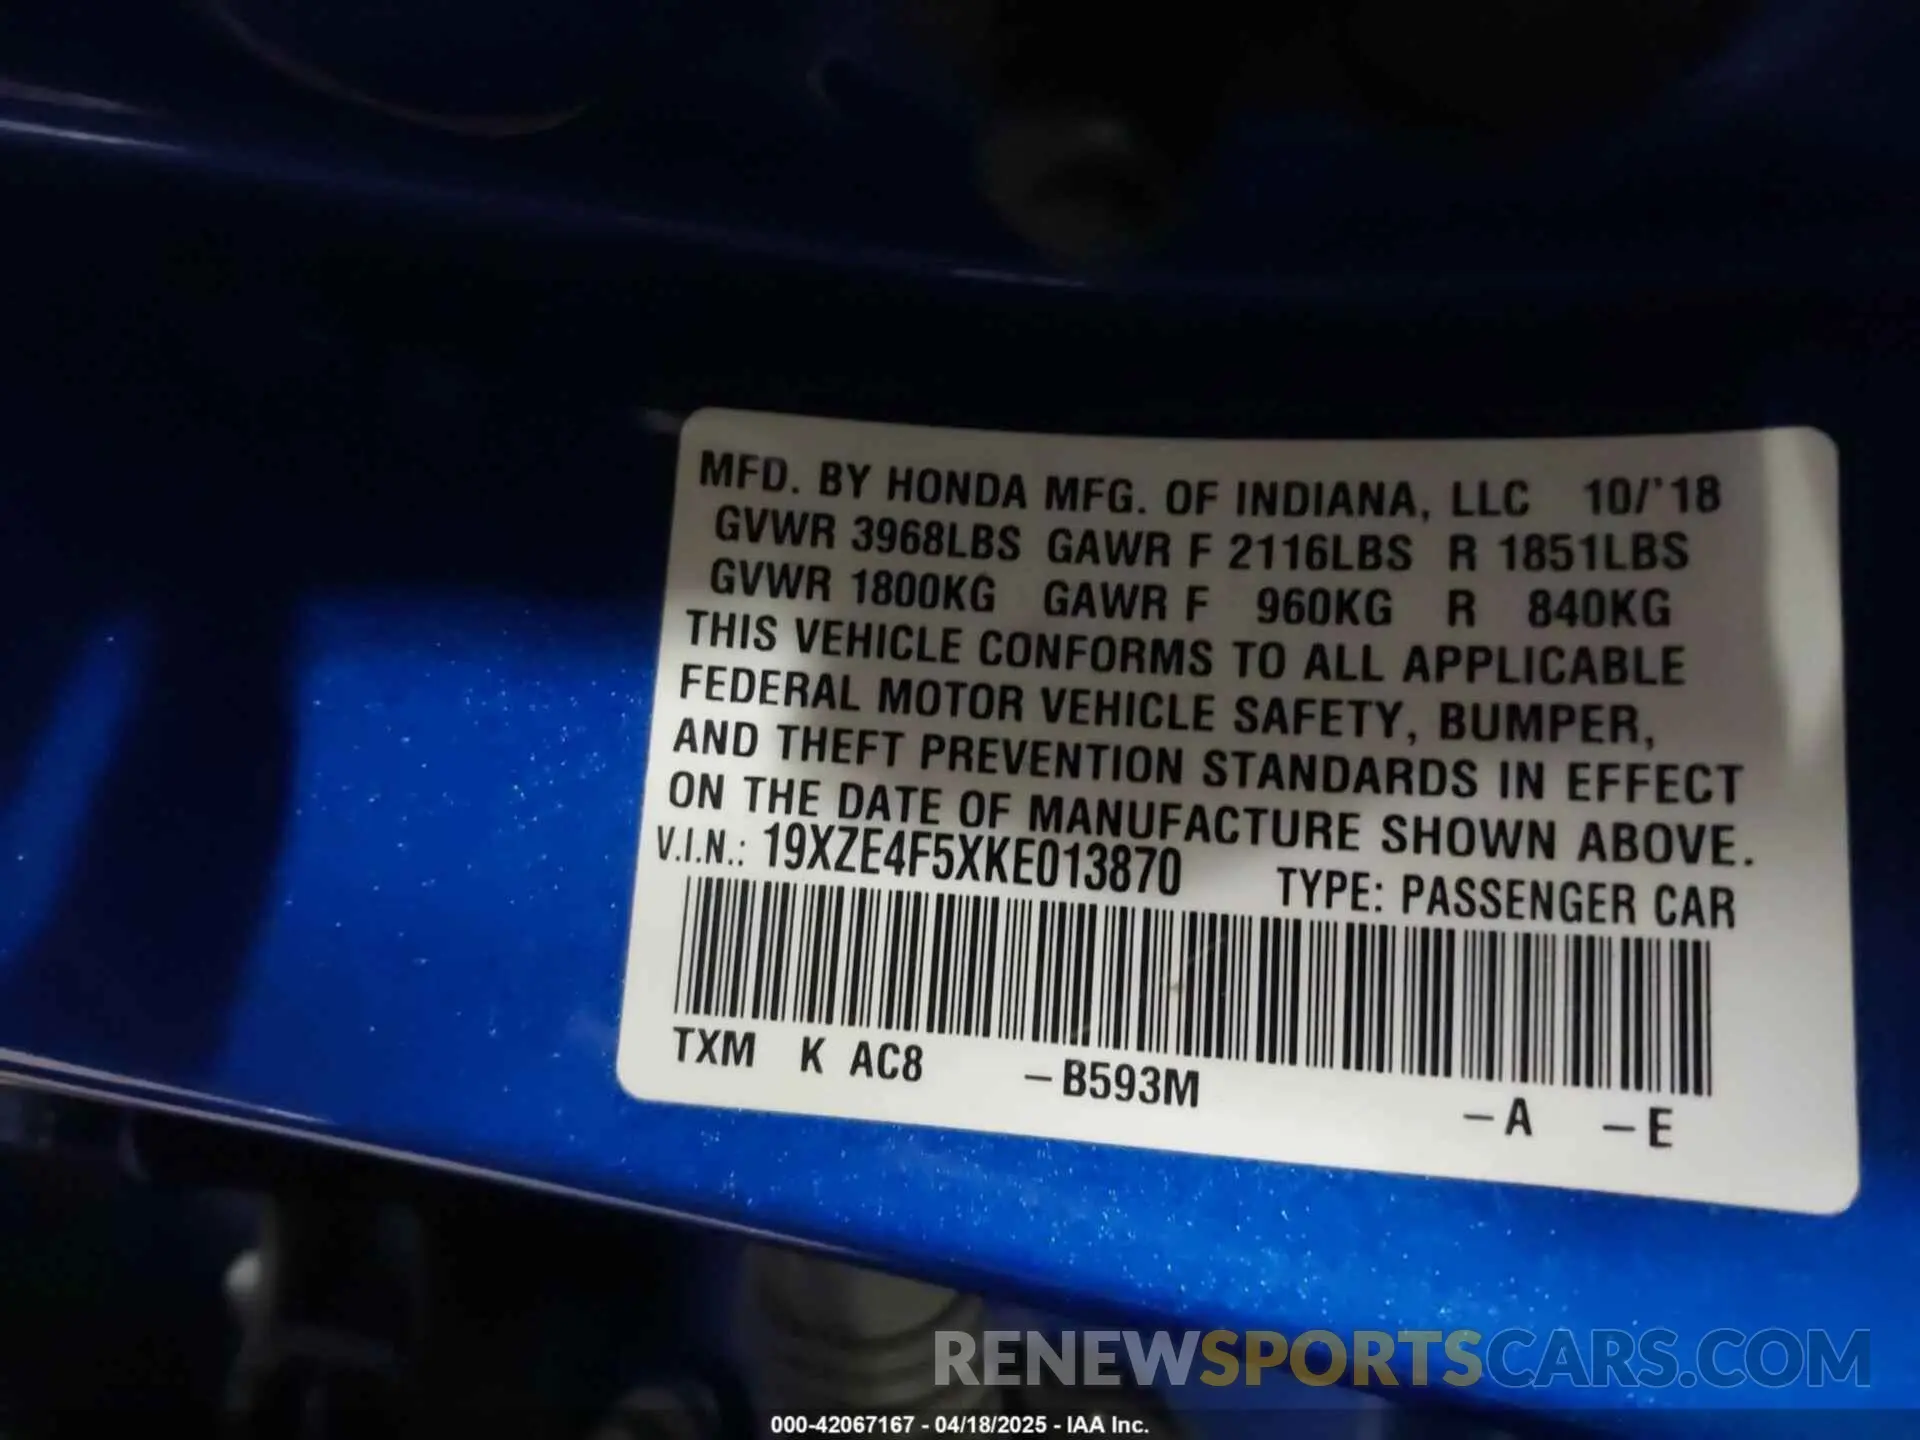 MFD. BY HONDA MFG. OF INDIANA, LLC 10/'18
GVWR 3968LBS GAWR F 2116LBS R 1851LBS
GVWR 1800KG GAWR F 960KG R 840KG
THIS VEHICLE CONFORMS TO ALL APPLICABLE
FEDERAL MOTOR VEHICLE SAFETY, BUMPER,
AND THEFT PREVENTION STANDARDS IN EFFECT
ON THE DATE OF MANUFACTURE SHOWN ABOVE.
V.I.N.: 19XZE4F5XKE013870 TYPE: PASSENGER CAR
TXM K AC8 -B593M -A -E
RENEWSPORTSCARS.COM
000-42067167 - 04/18/2025 - IAA Inc.